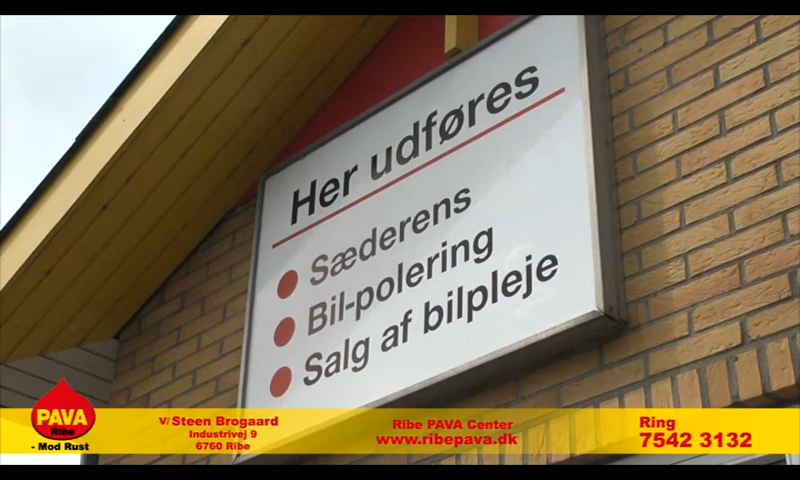 Her udføres
Sæderens
Bil-polering
Salg af bilpleje
PAVA
Ribe
- Mod Rust
V/Steen Brogaard
Industrivej 9
6760 Ribe
Ribe PAVA Center
www.ribepava.dk
Ring
7542 3132